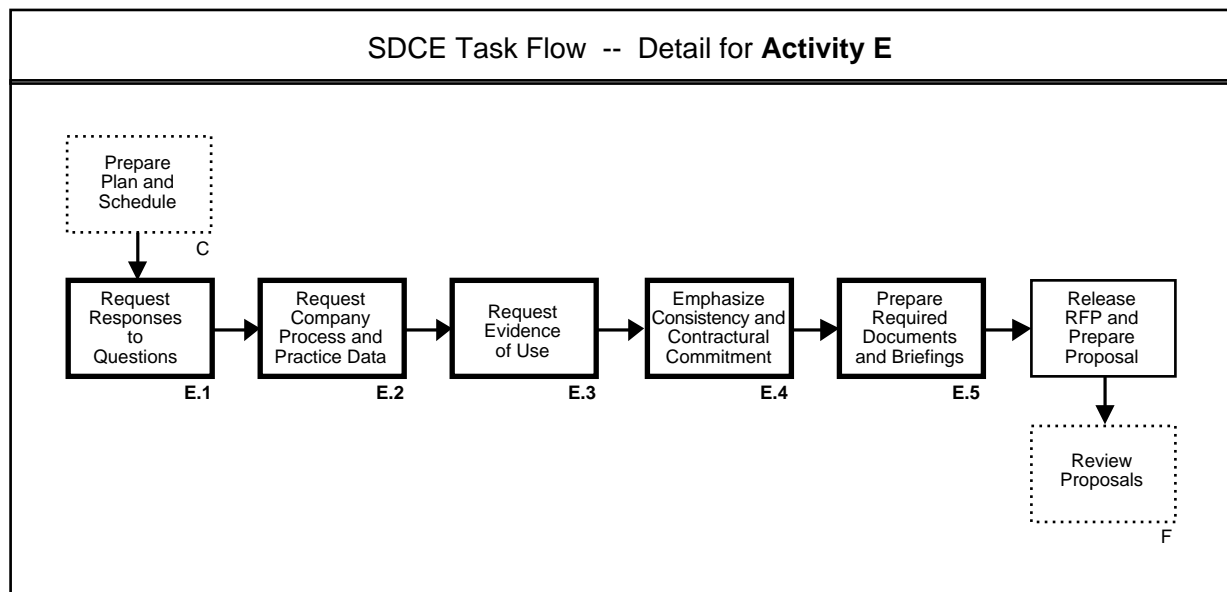 SDCE Task Flow -- Detail for Activity E
Prepare
Plan and
Schedule
C
Request
Responses
to
Questions
E.1
Request
Company
Process and
Practice Data
E.2
Request
Evidence
of Use
E.3
Emphasize
Consistency and
Contractural
Commitment
E.4
Prepare
Required
Documents
and Briefings
E.5
Release
RFP and
Prepare
Proposal
Review
Proposals
F